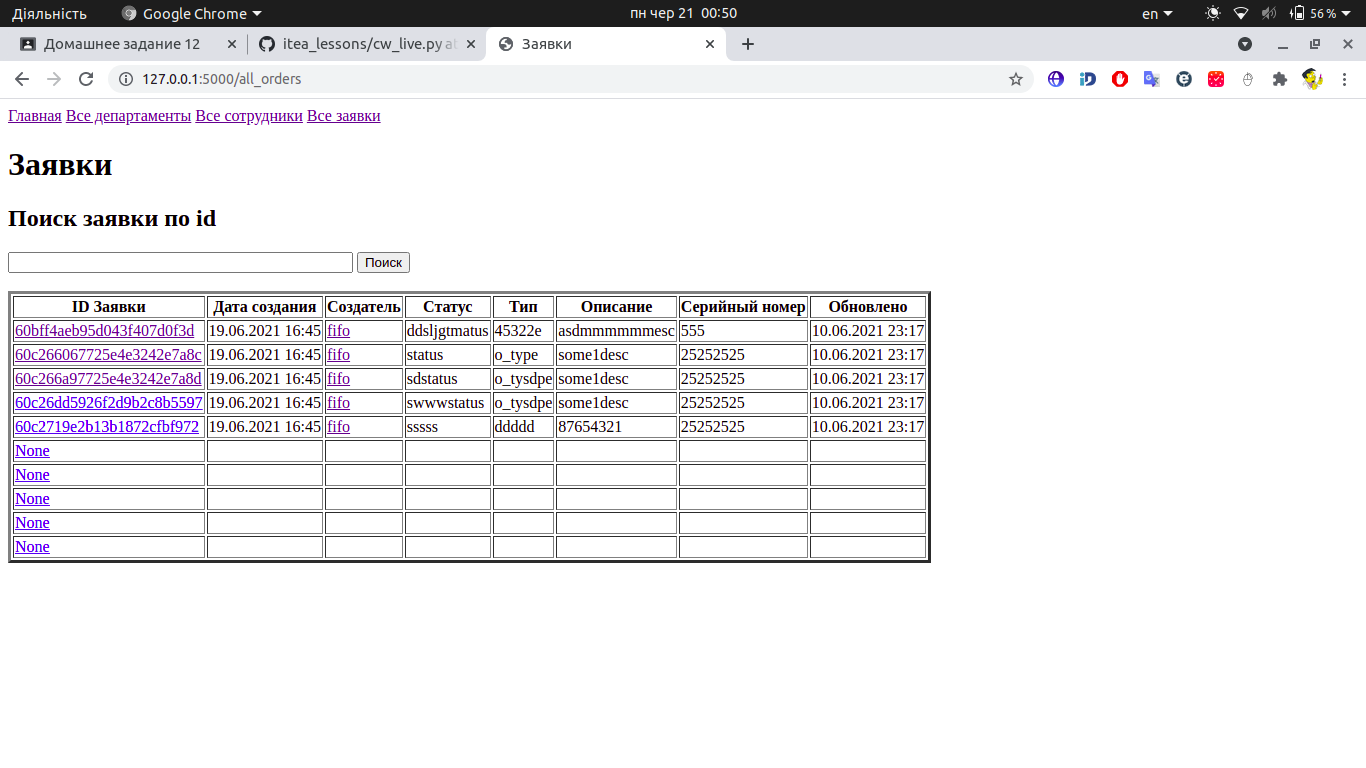 Діяльність Google Chrome пн чер 21 00:50 en 56 %
Домашнее задание 12 itea_lessons/cw_live.py at Заявки
127.0.0.1:5000/all_orders
Главная Все департаменты Все сотрудники Все заявки
Заявки
Поиск заявки по id
Поиск
ID Заявки Дата создания Создатель Статус Тип Описание Серийный номер Обновлено
60bff4aeb95d043f407d0f3d 19.06.2021 16:45 fifo ddsljgtmatus 45322e asdmmmmmmesc 555 10.06.2021 23:17
60c266067725e4e3242e7a8c 19.06.2021 16:45 fifo status o_type some1desc 25252525 10.06.2021 23:17
60c266a97725e4e3242e7a8d 19.06.2021 16:45 fifo sdstatus o_tysdpe some1desc 25252525 10.06.2021 23:17
60c26dd5926f2d9b2c8b5597 19.06.2021 16:45 fifo swwwstatus o_tysdpe some1desc 25252525 10.06.2021 23:17
60c2719e2b13b1872cfbf972 19.06.2021 16:45 fifo sssss ddddd 87654321 25252525 10.06.2021 23:17
None
None
None
None
None